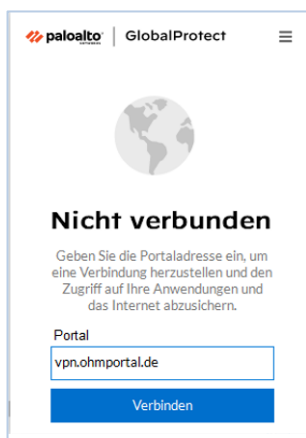 paloalto GlobalProtect
NETWORKS
Nicht verbunden
Geben Sie die Portaladresse ein, um
eine Verbindung herzustellen und den
Zugriff auf Ihre Anwendungen und
das Internet abzusichern.
Portal
vpn.ohmportal.de
Verbinden